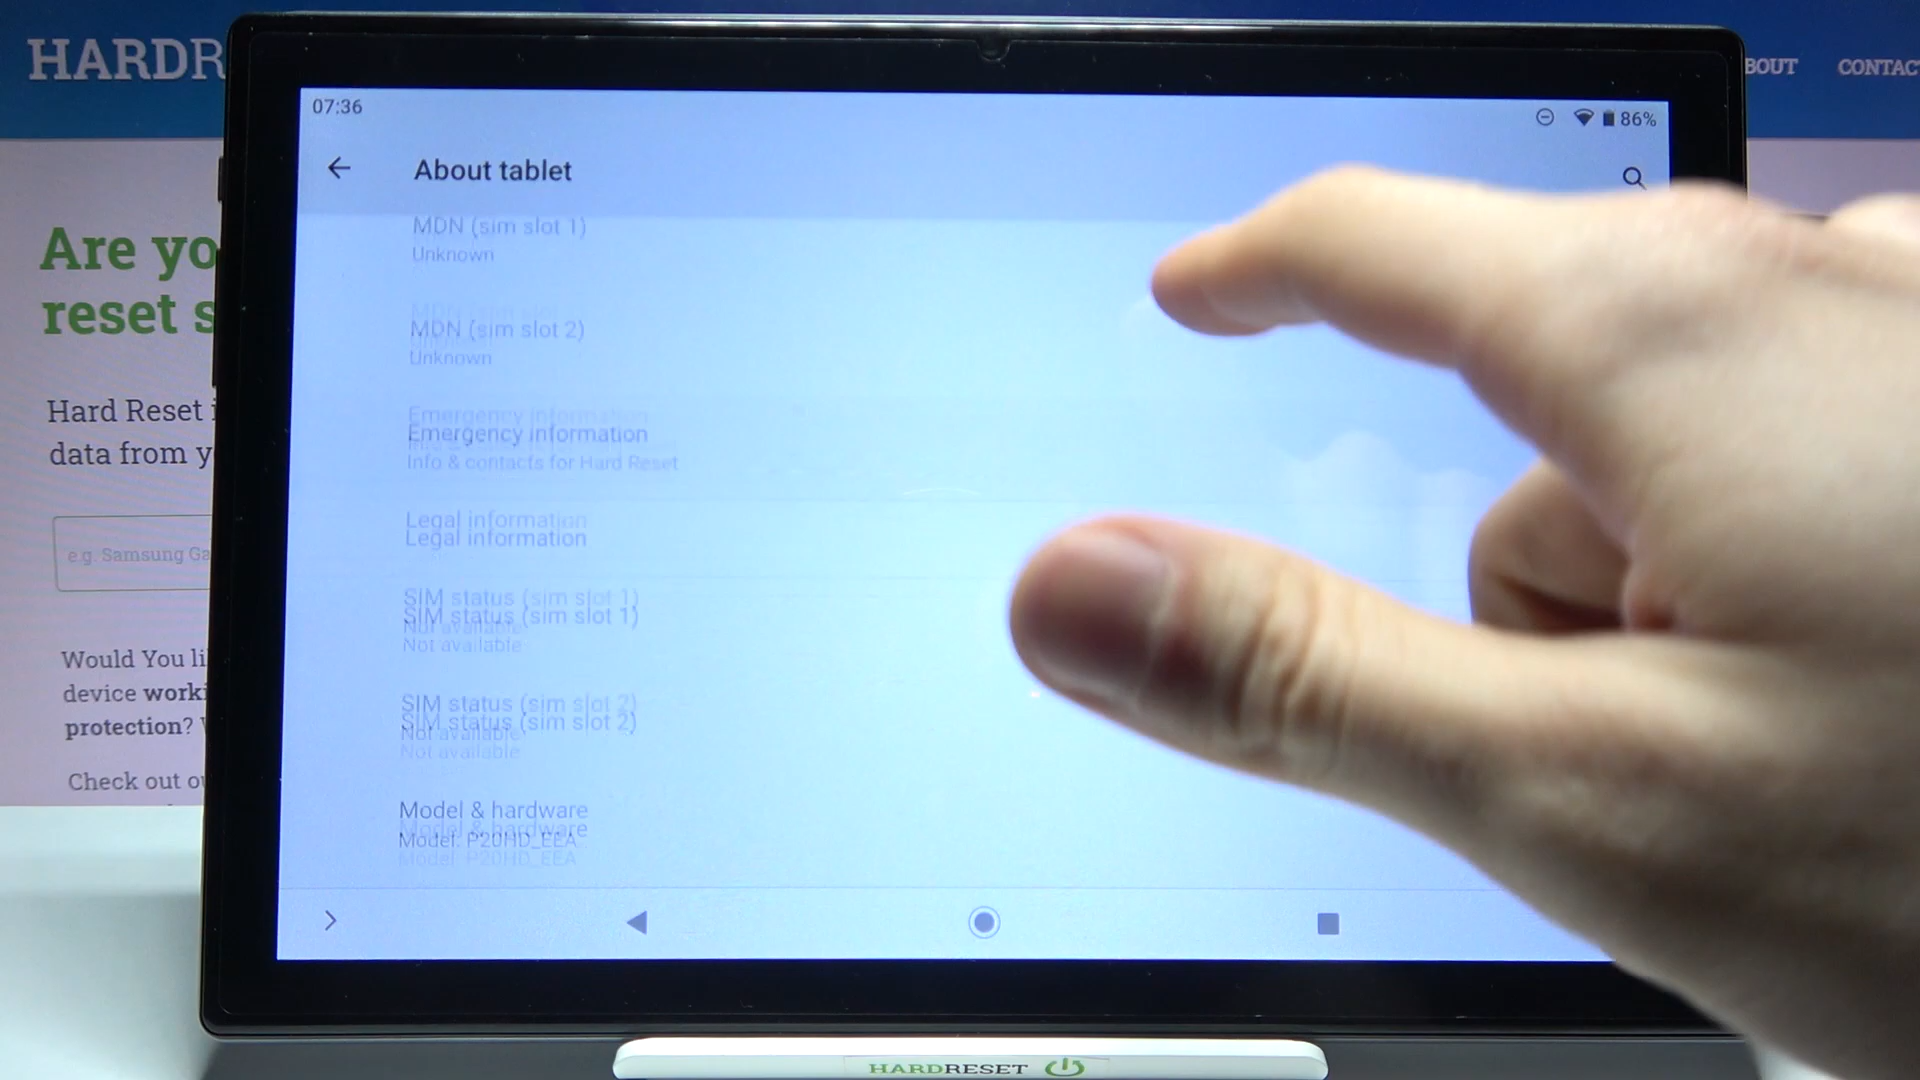 HARDR
BOUT
CONTAC
07:36
86%
About tablet
MDN (sim slot 1)
Unknown
MDN (sim slot 2)
Unknown
Emergency information
Info & contacts for Hard Reset
Legal information
SIM status (sim slot 1)
Not available
SIM status (sim slot 2)
Not available
Model & hardware
Model: P20HD_EEA
Are yo
reset s
Hard Reset i
data from y
e.g. Samsung Ga
Would You li
device worki
protection?
Check out ou
HARDRESET